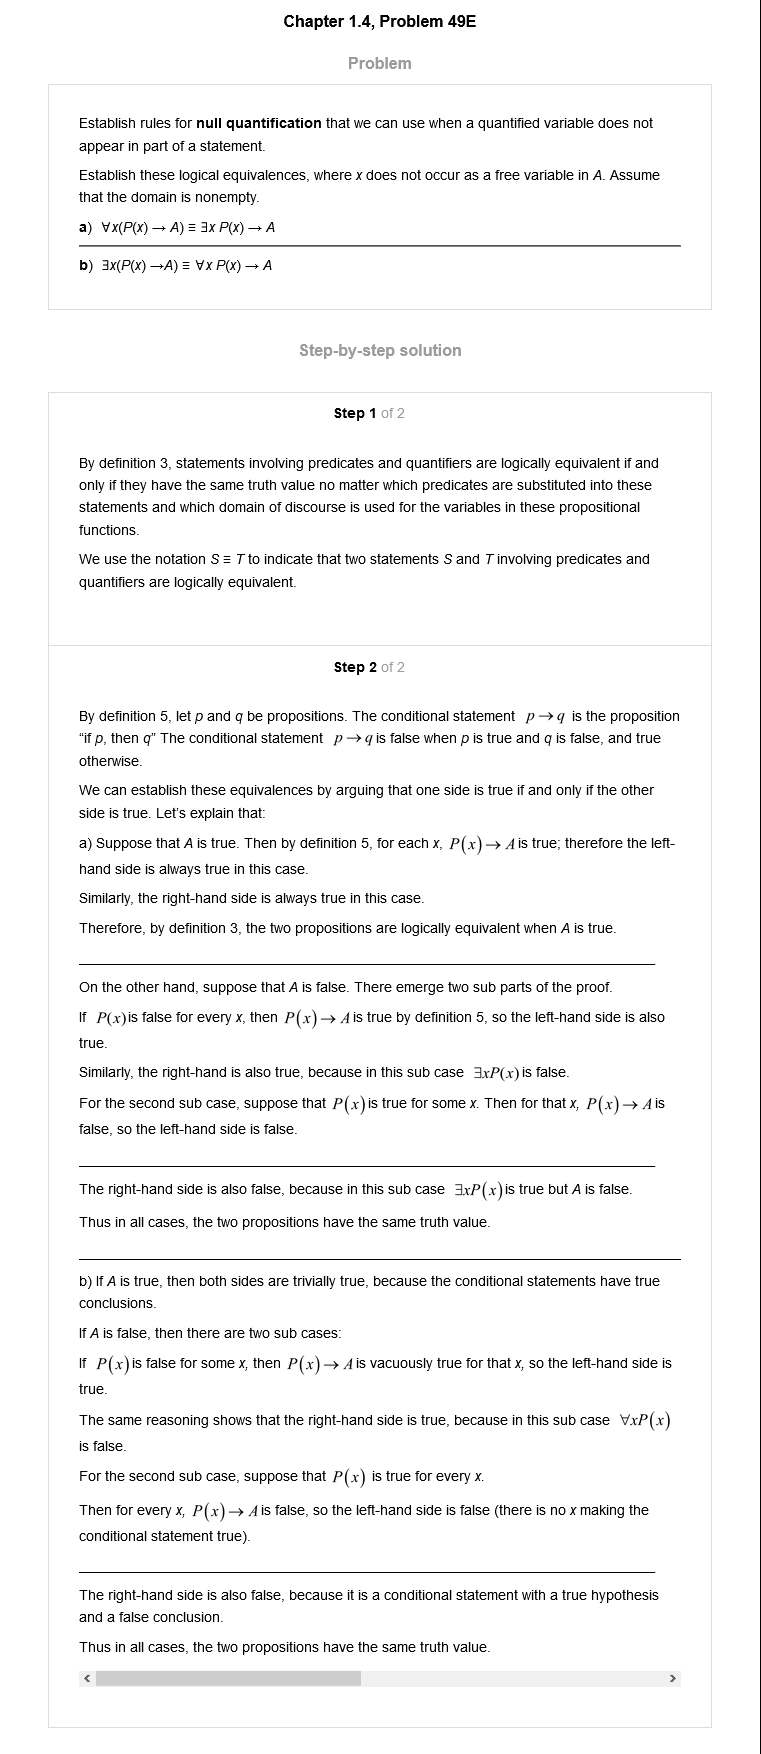 Chapter 1.4, Problem 49E
Problem
Establish rules for null quantification that we can use when a quantified variable does not
appear in part of a statement.
Establish these logical equivalences, where x does not occur as a free variable in A. Assume
that the domain is nonempty.
a) ∀x(P(x) → A) ≡ ∃x P(x) → A
b) ∃x(P(x) →A) ≡ ∀x P(x) → A
Step-by-step solution
Step 1 of 2
By definition 3, statements involving predicates and quantifiers are logically equivalent if and
only if they have the same truth value no matter which predicates are substituted into these
statements and which domain of discourse is used for the variables in these propositional
functions.
We use the notation S ≡ T to indicate that two statements S and T involving predicates and
quantifiers are logically equivalent.
Step 2 of 2
By definition 5, let p and q be propositions. The conditional statement p → q is the proposition
“if p, then q” The conditional statement p → q is false when p is true and q is false, and true
otherwise.
We can establish these equivalences by arguing that one side is true if and only if the other
side is true. Let's explain that:
a) Suppose that A is true. Then by definition 5, for each x, P(x) → A is true; therefore the left-
hand side is always true in this case.
Similarly, the right-hand side is always true in this case.
Therefore, by definition 3, the two propositions are logically equivalent when A is true.
On the other hand, suppose that A is false. There emerge two sub parts of the proof.
If P(x) is false for every x, then P(x) → A is true by definition 5, so the left-hand side is also
true.
Similarly, the right-hand is also true, because in this sub case ∃xP(x) is false.
For the second sub case, suppose that P(x) is true for some x. Then for that x, P(x) → A is
false, so the left-hand side is false.
The right-hand side is also false, because in this sub case ∃xP(x) is true but A is false.
Thus in all cases, the two propositions have the same truth value.
b) If A is true, then both sides are trivially true, because the conditional statements have true
conclusions.
If A is false, then there are two sub cases:
If P(x) is false for some x, then P(x) → A is vacuously true for that x, so the left-hand side is
true.
The same reasoning shows that the right-hand side is true, because in this sub case ∀xP(x)
is false.
For the second sub case, suppose that P(x) is true for every x.
Then for every x, P(x) → A is false, so the left-hand side is false (there is no x making the
conditional statement true).
The right-hand side is also false, because it is a conditional statement with a true hypothesis
and a false conclusion.
Thus in all cases, the two propositions have the same truth value.